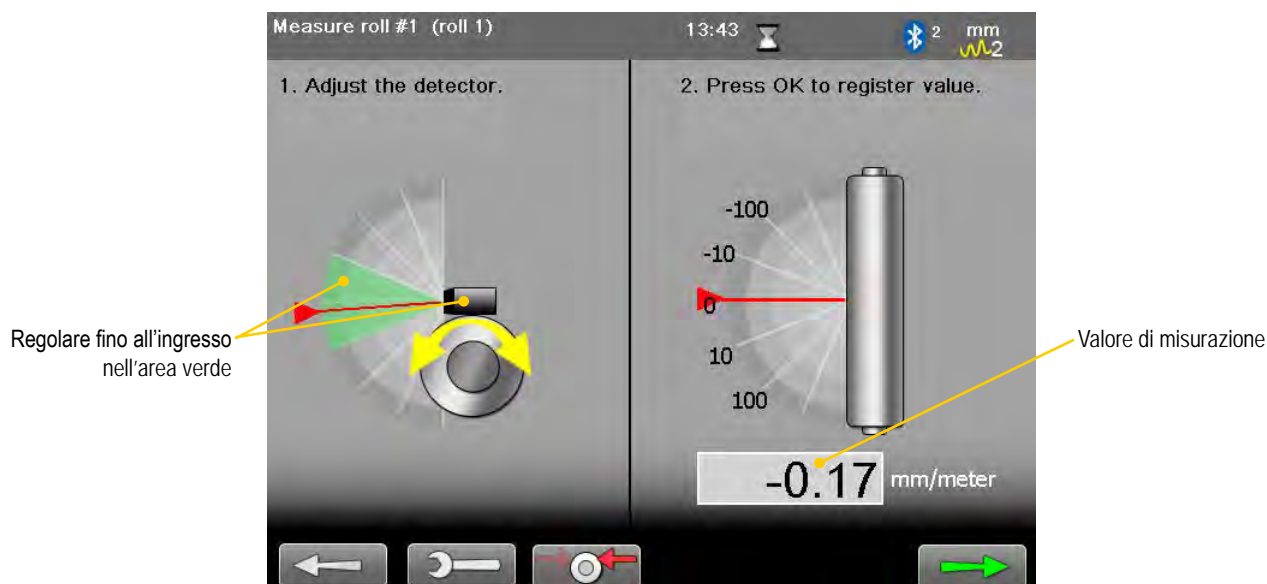 Measure roll #1 (roll 1)
13:43
2
mm
2
1. Adjust the detector.
2. Press OK to register value.
-100
-10
0
10
100
Regolare fino all'ingresso
nell'area verde
Valore di misurazione
-0.17 mm/meter